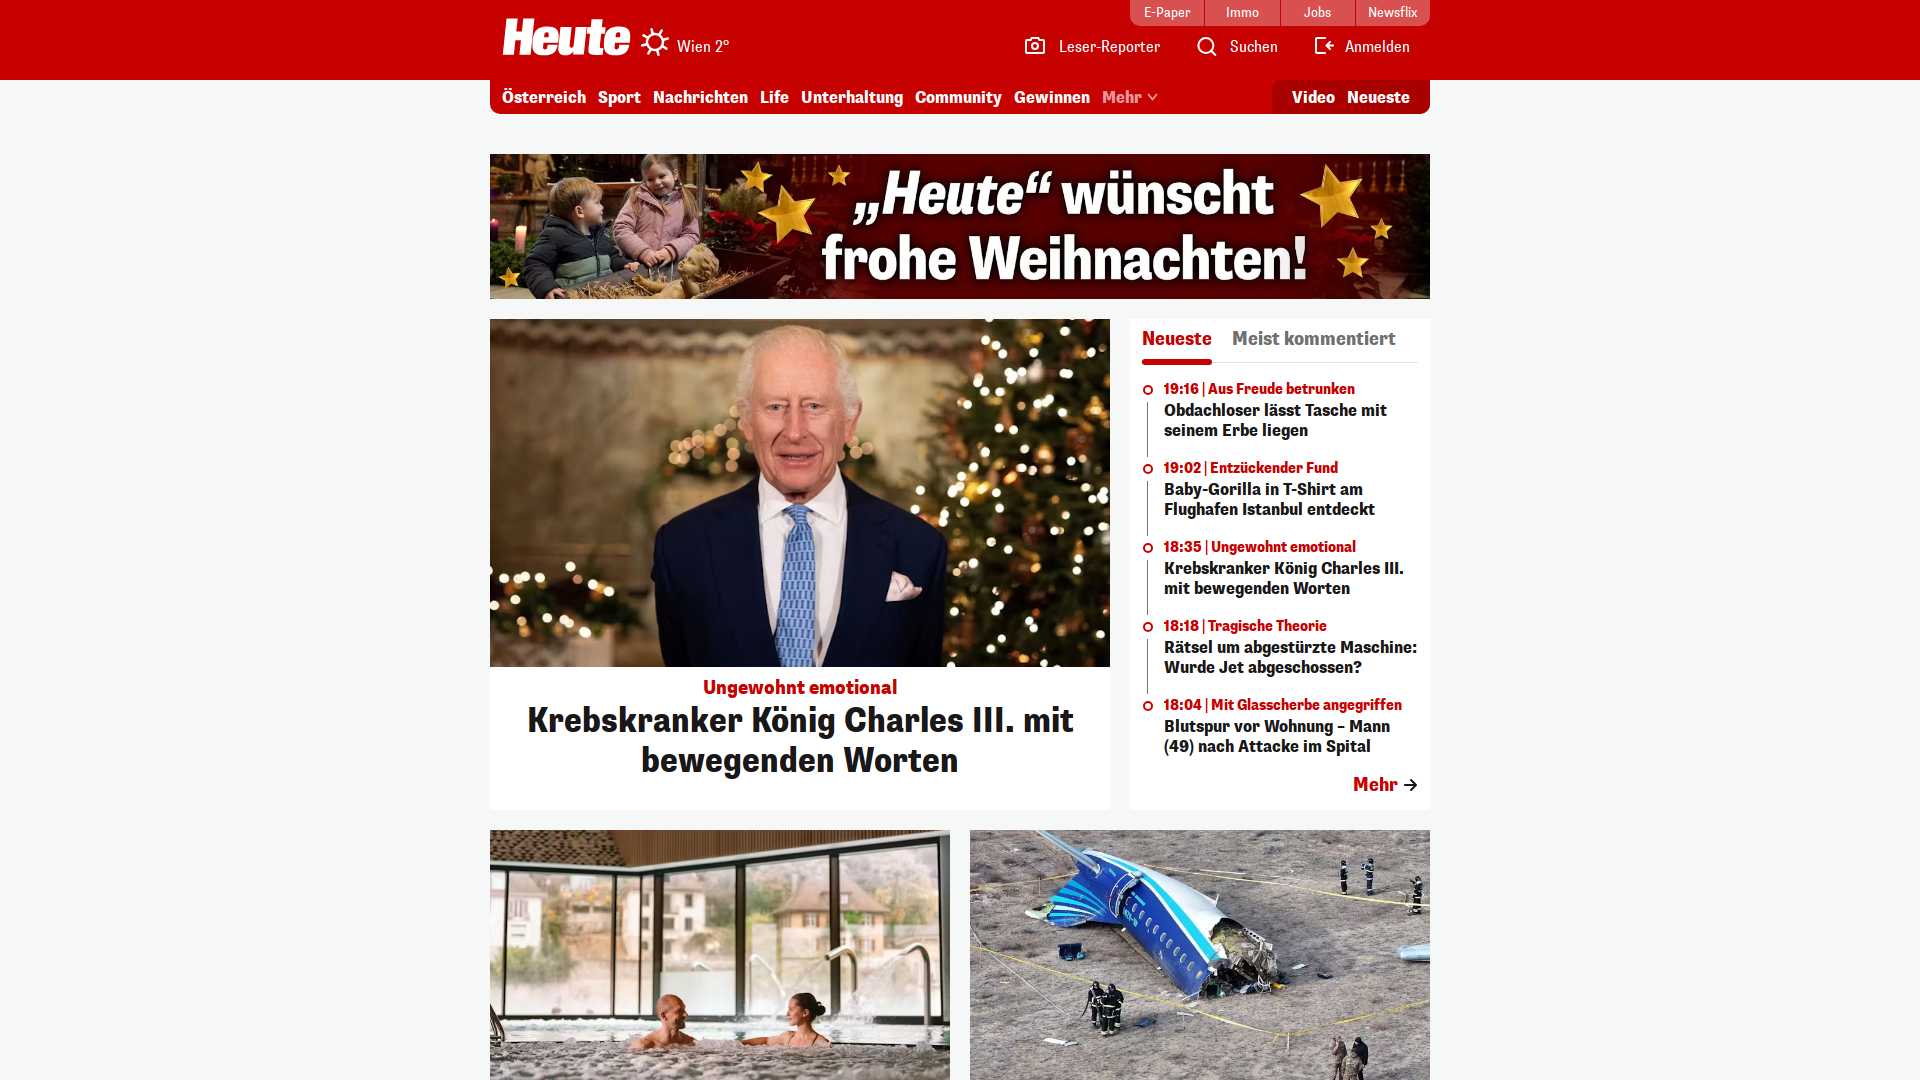 E-Paper
Immo
Jobs
Newsflix
Heute
Wien 2°
Leser-Reporter
Suchen
Anmelden
Österreich
Sport
Nachrichten
Life
Unterhaltung
Community
Gewinnen
Mehr
Video
Neueste
„Heute“ wünscht
frohe Weihnachten!
Ungewohnt emotional
Krebskranker König Charles III. mit
bewegenden Worten
Neueste
Meist kommentiert
19:16 | Aus Freude betrunken
Obdachloser lässt Tasche mit
seinem Erbe liegen
19:02 | Entzückender Fund
Baby-Gorilla in T-Shirt am
Flughafen Istanbul entdeckt
18:35 | Ungewohnt emotional
Krebskranker König Charles III.
mit bewegenden Worten
18:18 | Tragische Theorie
Rätsel um abgestürzte Maschine:
Wurde Jet abgeschossen?
18:04 | Mit Glasscherbe angegriffen
Blutspur vor Wohnung – Mann
(49) nach Attacke im Spital
Mehr